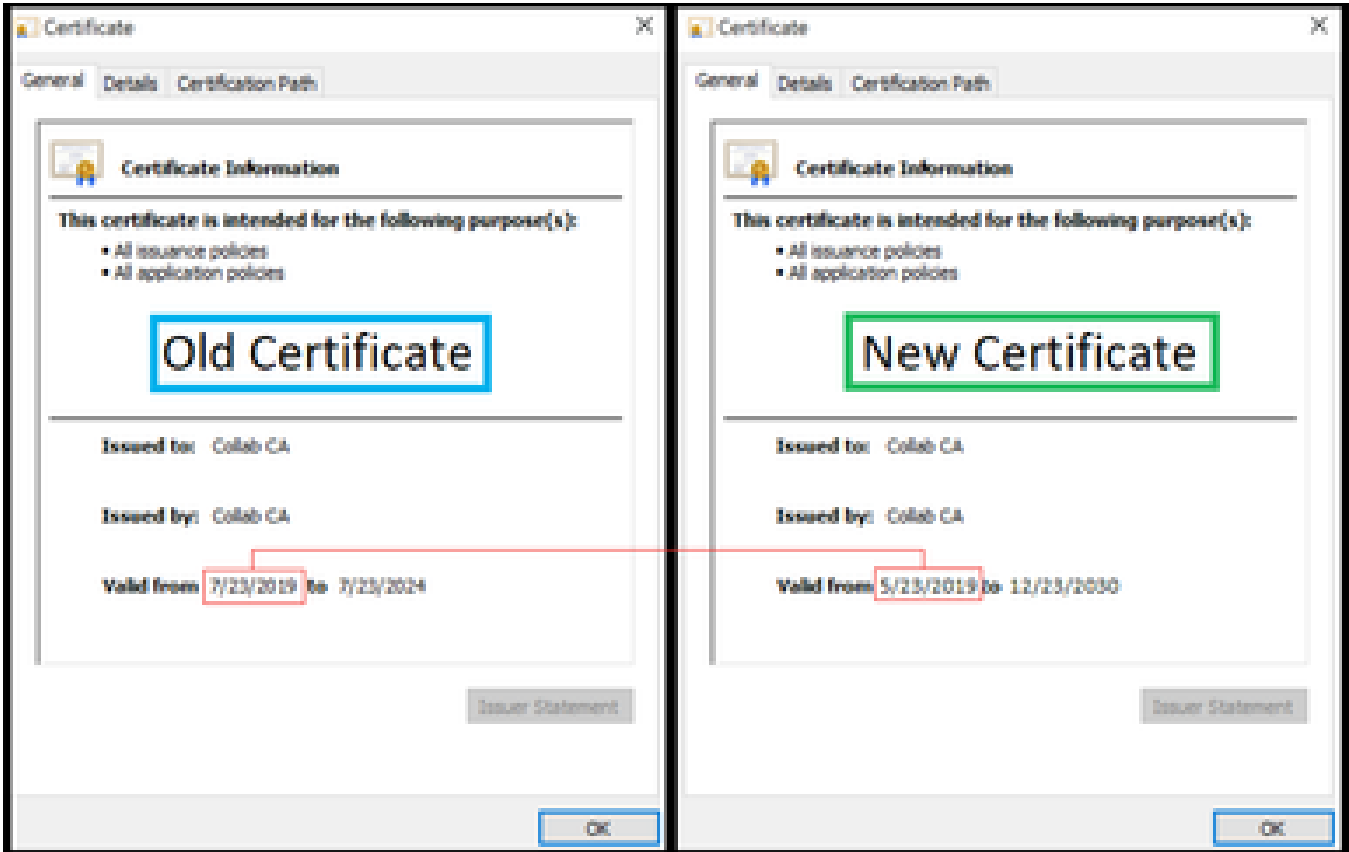 Certificate
General Details Certification Path
Certificate Information
This certificate is intended for the following purpose(s):
• All issuance policies
• All application policies
Old Certificate
Issued to: Collab CA
Issued by: Collab CA
Valid from 7/23/2019 to 7/23/2024
Issuer Statement
OK
Certificate
General Details Certification Path
Certificate Information
This certificate is intended for the following purpose(s):
• All issuance policies
• All application policies
New Certificate
Issued to: Collab CA
Issued by: Collab CA
Valid from 5/23/2019 to 12/23/2030
Issuer Statement
OK